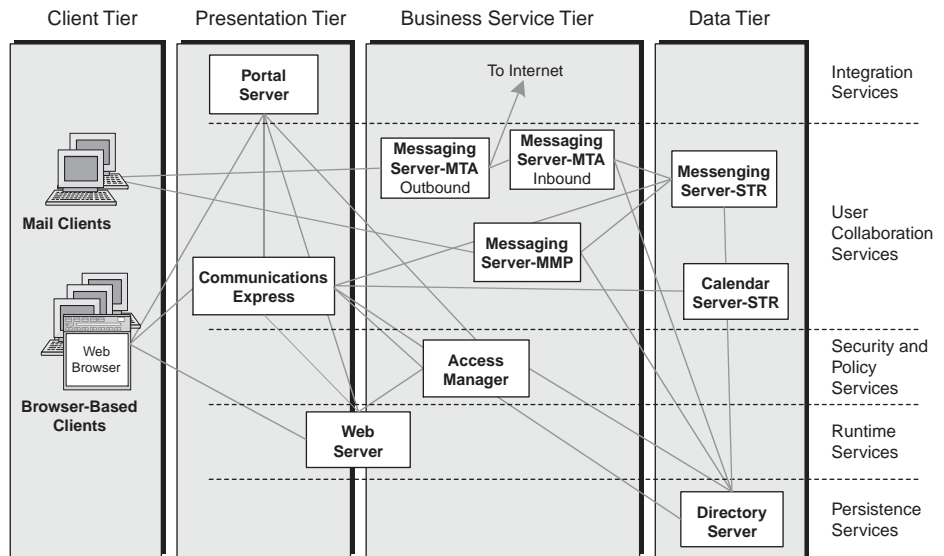 Client Tier
Presentation Tier
Business Service Tier
Data Tier
Portal
Server
To Internet
Integration
Services
Messaging
Server-MTA
Outbound
Messaging
Server-MTA
Inbound
Messenging
Server-STR
Mail Clients
User
Collaboration
Services
Messaging
Server-MMP
Communications
Express
Calendar
Server-STR
Web
Browser
Browser-Based
Clients
Access
Manager
Security and
Policy
Services
Web
Server
Runtime
Services
Directory
Server
Persistence
Services